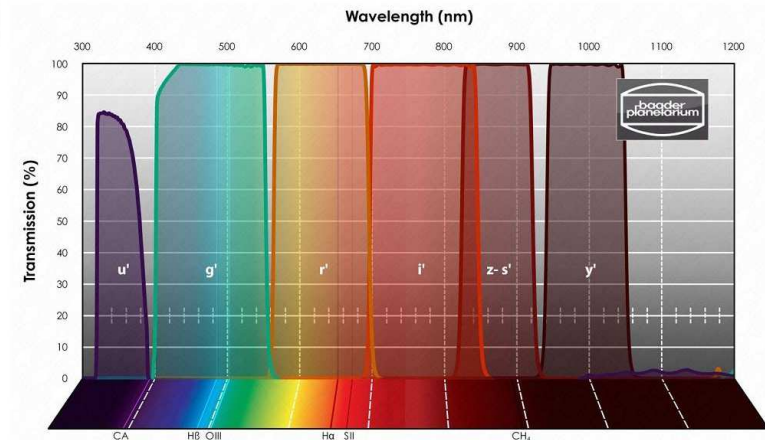 Wavelength (nm)
300 400 500 600 700 800 900 1000 1100 1200
Transmission (%)
100
90
80
70
60
50
40
30
20
10
0
baader
planetarium
u' g' r' i' z-s' y'
CA Hß OIII Hα SII CH₄